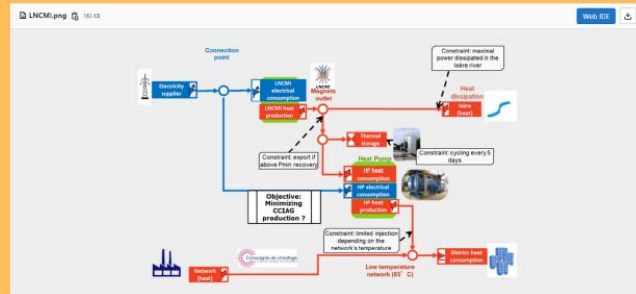 LNCMI.png 163 KB
Web IDE
Connection
point
Constraint: maximal
power dissipated in the
Isère river
Electricity
supplier
LNCMI
electrical
consumption
LNCMI
Magnets
outlet
LNCMI heat
production
Heat
dissipation
Isère
(heat)
Thermal
storage
Constraint: export if
above Pmin recovery
Constraint: cycling every 5
days
Heat Pump
HP heat
consumption
HP electrical
consumption
HP heat
production
Objective:
Minimizing
CCIAG
production ?
Constraint: limited injection
depending on the
network's temperature
Compagnie de chauffage
Network
(heat)
Low-temperature
network (85° C)
District heat
consumption